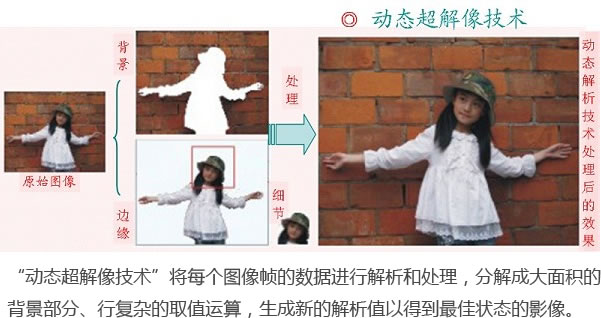 ◎ 动态超解像技术
背景
原始图像
边缘
处理
细节
动态解析技术处理后的效果
“动态超解像技术”将每个图像帧的数据进行解析和处理，分解成大面积的
背景部分、行复杂的取值运算，生成新的解析值以得到最佳状态的影像。